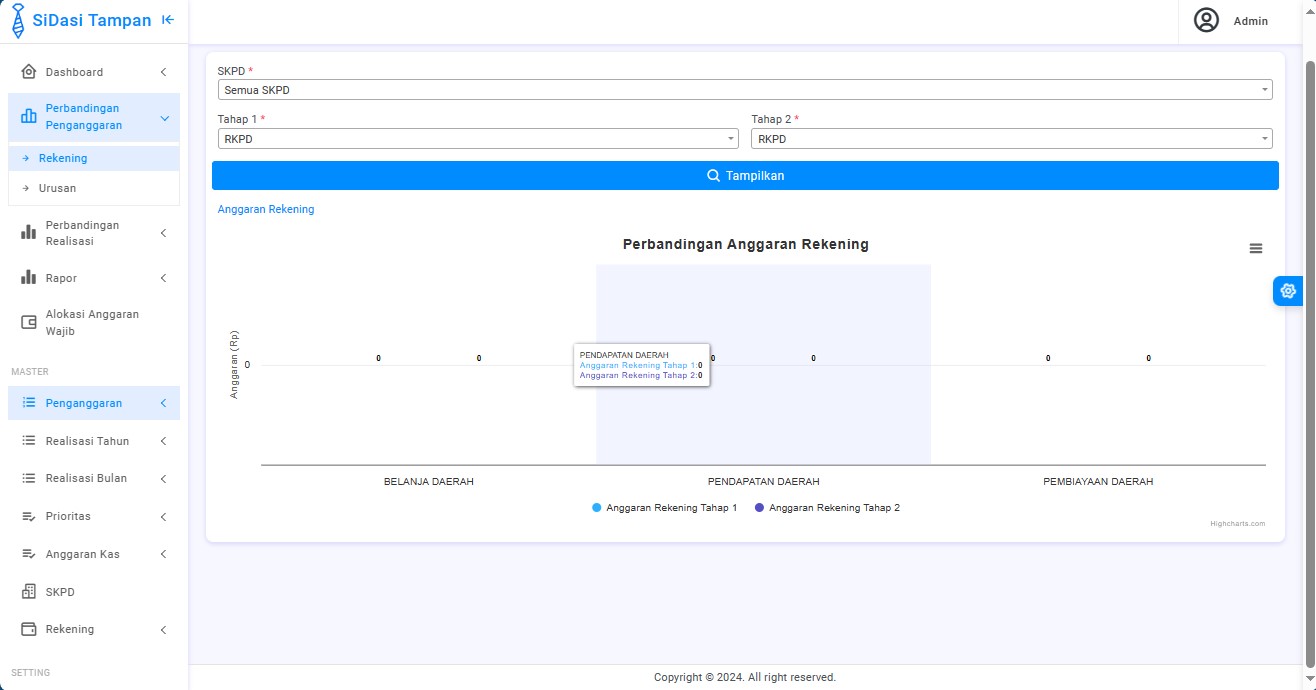 SiDasi Tampan
Admin
Dashboard
Perbandingan
Penganggaran
Rekening
Urusan
Perbandingan
Realisasi
Rapor
Alokasi Anggaran
Wajib
MASTER
Penganggaran
Realisasi Tahun
Realisasi Bulan
Prioritas
Anggaran Kas
SKPD
Rekening
SETTING
SKPD *
Semua SKPD
Tahap 1 *
Tahap 2 *
RKPD
RKPD
Tampilkan
Anggaran Rekening
Perbandingan Anggaran Rekening
Anggaran (Rp)
0
0
0
0
0
0
0
PENDAPATAN DAERAH
Anggaran Rekening Tahap 1:0
Anggaran Rekening Tahap 2:0
BELANJA DAERAH
PENDAPATAN DAERAH
PEMBIAYAAN DAERAH
Anggaran Rekening Tahap 1
Anggaran Rekening Tahap 2
Highcharts.com
Copyright © 2024. All right reserved.